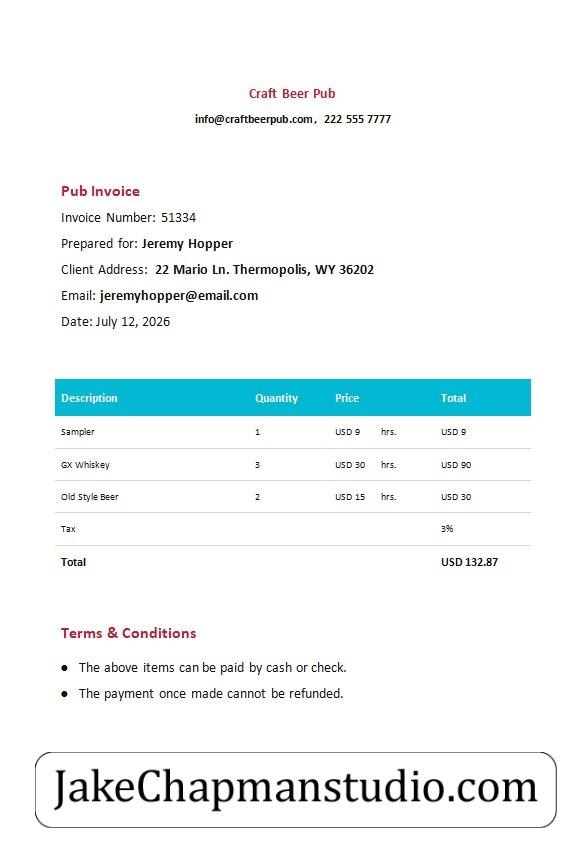 Craft Beer Pub
info@craftbeerpub.com, 222 555 7777
Pub Invoice
Invoice Number: 51334
Prepared for: Jeremy Hopper
Client Address: 22 Mario Ln. Thermopolis, WY 36202
Email: jeremyhopper@email.com
Date: July 12, 2026
Description Quantity Price Total
Sampler 1 USD 9 hrs. USD 9
GX Whiskey 3 USD 30 hrs. USD 90
Old Style Beer 2 USD 15 hrs. USD 30
Tax 3%
Total USD 132.87
Terms & Conditions
• The above items can be paid by cash or check.
• The payment once made cannot be refunded.
JakeChapmanstudio.com